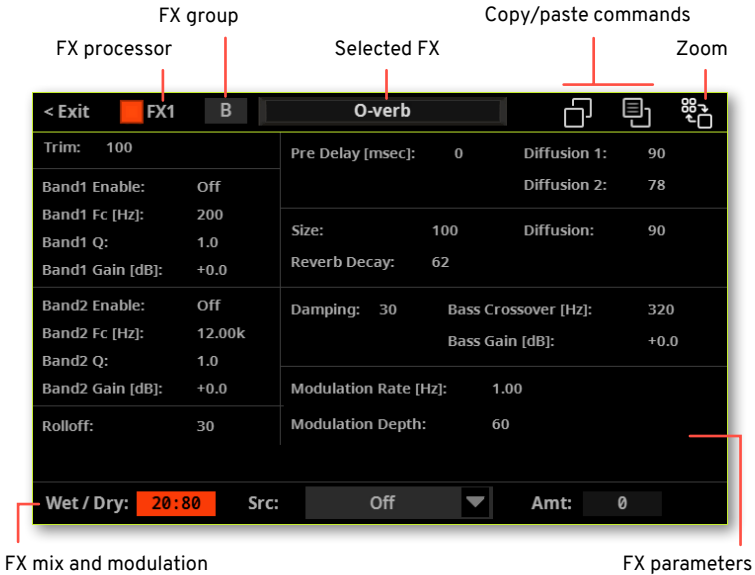 FX group
Copy/paste commands
FX processor
Selected FX
Zoom
< Exit FX1 B O-verb
Trim: 100
Pre Delay [msec]: 0 Diffusion 1: 90
Diffusion 2: 78
Band1 Enable: Off
Band1 Fc [Hz]: 200
Band1 Q: 1.0
Band1 Gain [dB]: +0.0
Size: 100 Diffusion: 90
Reverb Decay: 62
Band2 Enable: Off
Band2 Fc [Hz]: 12.00k
Band2 Q: 1.0
Band2 Gain [dB]: +0.0
Damping: 30 Bass Crossover [Hz]: 320
Bass Gain [dB]: +0.0
Modulation Rate [Hz]: 1.00
Modulation Depth: 60
Rolloff: 30
Wet / Dry: 20:80 Src: Off Amt: 0
FX mix and modulation
FX parameters